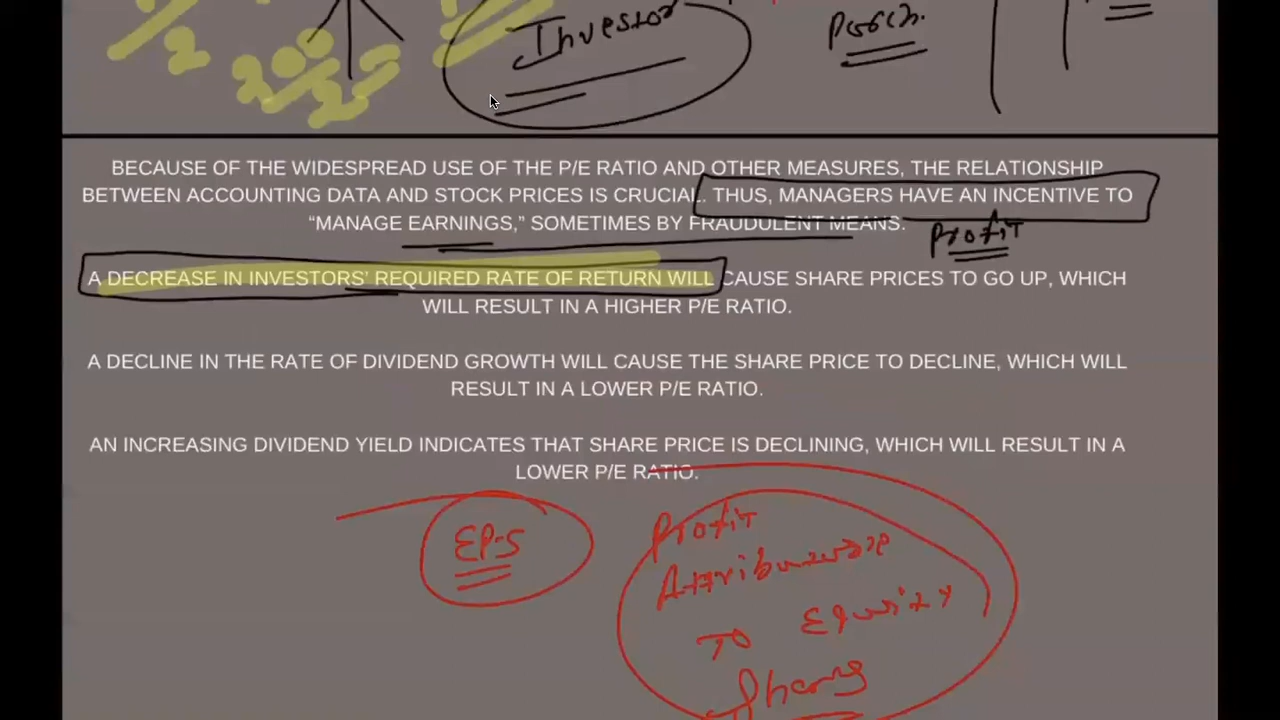 Investor
BECAUSE OF THE WIDESPREAD USE OF THE P/E RATIO AND OTHER MEASURES, THE RELATIONSHIP
BETWEEN ACCOUNTING DATA AND STOCK PRICES IS CRUCIAL. THUS, MANAGERS HAVE AN INCENTIVE TO
“MANAGE EARNINGS,” SOMETIMES BY FRAUDULENT MEANS.
Profit
A DECREASE IN INVESTORS’ REQUIRED RATE OF RETURN WILL CAUSE SHARE PRICES TO GO UP, WHICH
WILL RESULT IN A HIGHER P/E RATIO.
A DECLINE IN THE RATE OF DIVIDEND GROWTH WILL CAUSE THE SHARE PRICE TO DECLINE, WHICH WILL
RESULT IN A LOWER P/E RATIO.
AN INCREASING DIVIDEND YIELD INDICATES THAT SHARE PRICE IS DECLINING, WHICH WILL RESULT IN A
LOWER P/E RATIO.
EPS
Profit
To Equity